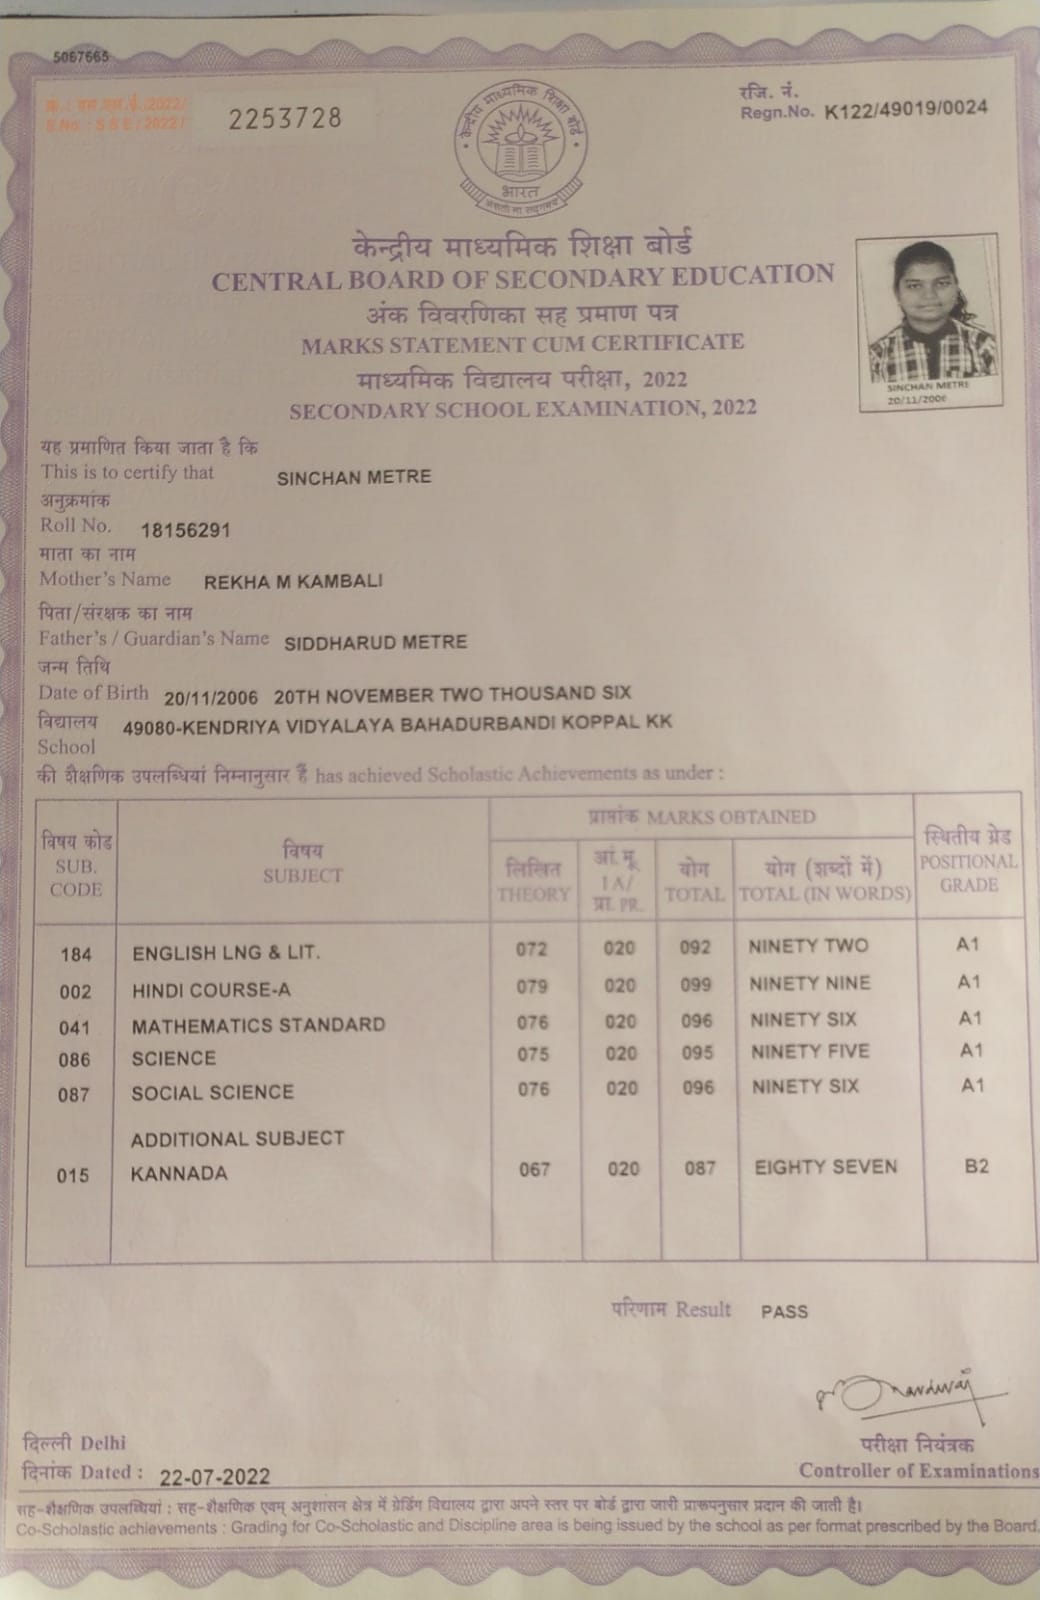 5067665
क्र. : एस.एस.ई./2022/
S.No. : S S E / 2022 /
2253728
केन्द्रीय माध्यमिक शिक्षा बोर्ड
भारत
असतो मा सद्गमय
रजि. नं.
Regn.No. K122/49019/0024
केन्द्रीय माध्यमिक शिक्षा बोर्ड
CENTRAL BOARD OF SECONDARY EDUCATION
अंक विवरणिका सह प्रमाण पत्र
MARKS STATEMENT CUM CERTIFICATE
माध्यमिक विद्यालय परीक्षा, 2022
SECONDARY SCHOOL EXAMINATION, 2022
SINCHAN METRE
20/11/2006
यह प्रमाणित किया जाता है कि
This is to certify that SINCHAN METRE
अनुक्रमांक
Roll No. 18156291
माता का नाम
Mother's Name REKHA M KAMBALI
पिता/संरक्षक का नाम
Father's / Guardian's Name SIDDHARUD METRE
जन्म तिथि
Date of Birth 20/11/2006 20TH NOVEMBER TWO THOUSAND SIX
विद्यालय 49080-KENDRIYA VIDYALAYA BAHADURBANDI KOPPAL KK
School
की शैक्षणिक उपलब्धियां निम्नानुसार हैं has achieved Scholastic Achievements as under :
विषय कोड
SUB.
CODE
विषय
SUBJECT
प्राप्तांक MARKS OBTAINED
लिखित
THEORY
आं.मू.
I A/
प्रा. PR.
योग
TOTAL
योग (शब्दों में)
TOTAL (IN WORDS)
स्थितीय ग्रेड
POSITIONAL
GRADE
184 ENGLISH LNG & LIT. 072 020 092 NINETY TWO A1
002 HINDI COURSE-A 079 020 099 NINETY NINE A1
041 MATHEMATICS STANDARD 076 020 096 NINETY SIX A1
086 SCIENCE 075 020 095 NINETY FIVE A1
087 SOCIAL SCIENCE 076 020 096 NINETY SIX A1
ADDITIONAL SUBJECT
015 KANNADA 067 020 087 EIGHTY SEVEN B2
परिणाम Result PASS
दिल्ली Delhi
दिनांक Dated : 22-07-2022
परीक्षा नियंत्रक
Controller of Examinations
सह-शैक्षणिक उपलब्धियां : सह-शैक्षणिक एवम् अनुशासन क्षेत्र में ग्रेडिंग विद्यालय द्वारा अपने स्तर पर बोर्ड द्वारा जारी प्रारूपनुसार प्रदान की जाती है।
Co-Scholastic achievements : Grading for Co-Scholastic and Discipline area is being issued by the school as per format prescribed by the Board.